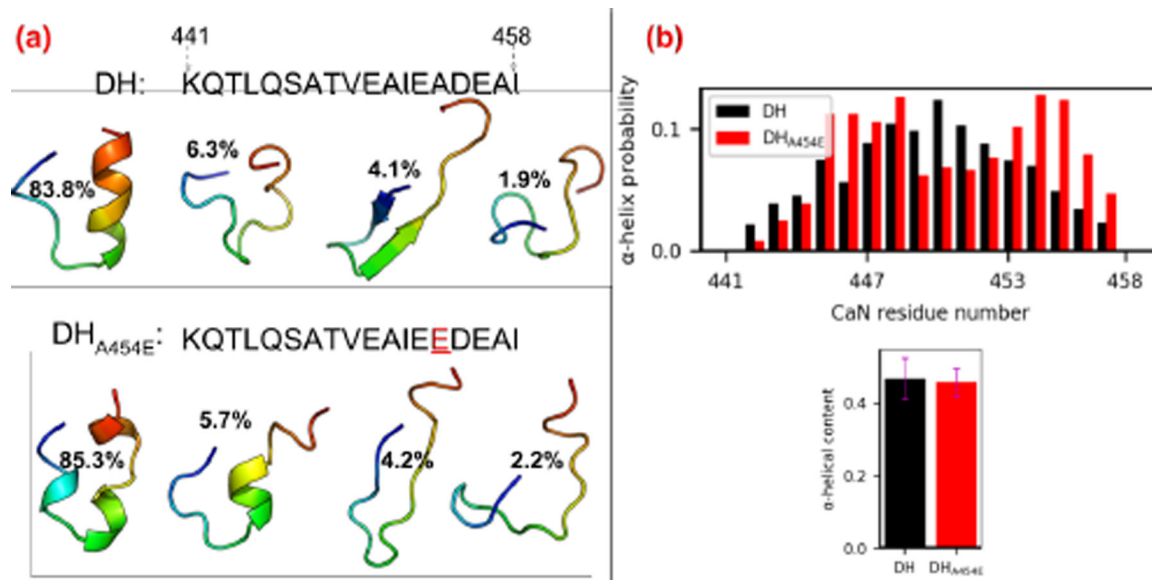 (a)
441 458
DH: KQTLQSATVEAIEADEAI
83.8%
6.3%
4.1%
1.9%
DHA454E: KQTLQSATVEAIEEDEAI
85.3%
5.7%
4.2%
2.2%
(b)
α-helix probability
0.1
0.0
DH
DHA454E
441 447 453 458
CaN residue number
α-helical content
0.4
0.2
0.0
DH DHA454E